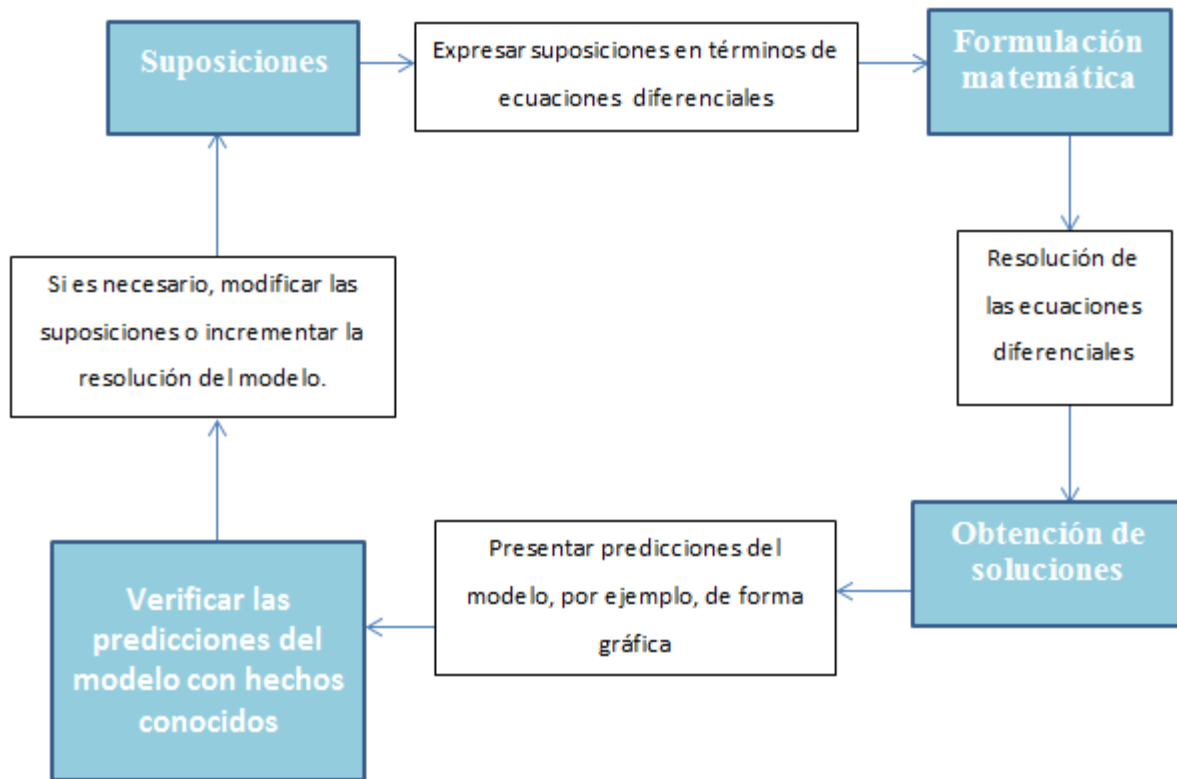 Suposiciones
Expresar suposiciones en términos de
ecuaciones diferenciales
Formulación
matemática
Resolución de
las ecuaciones
diferenciales
Obtención de
soluciones
Presentar predicciones del
modelo, por ejemplo, de forma
gráfica
Verificar las
predicciones del
modelo con hechos
conocidos
Si es necesario, modificar las
suposiciones o incrementar la
resolución del modelo.